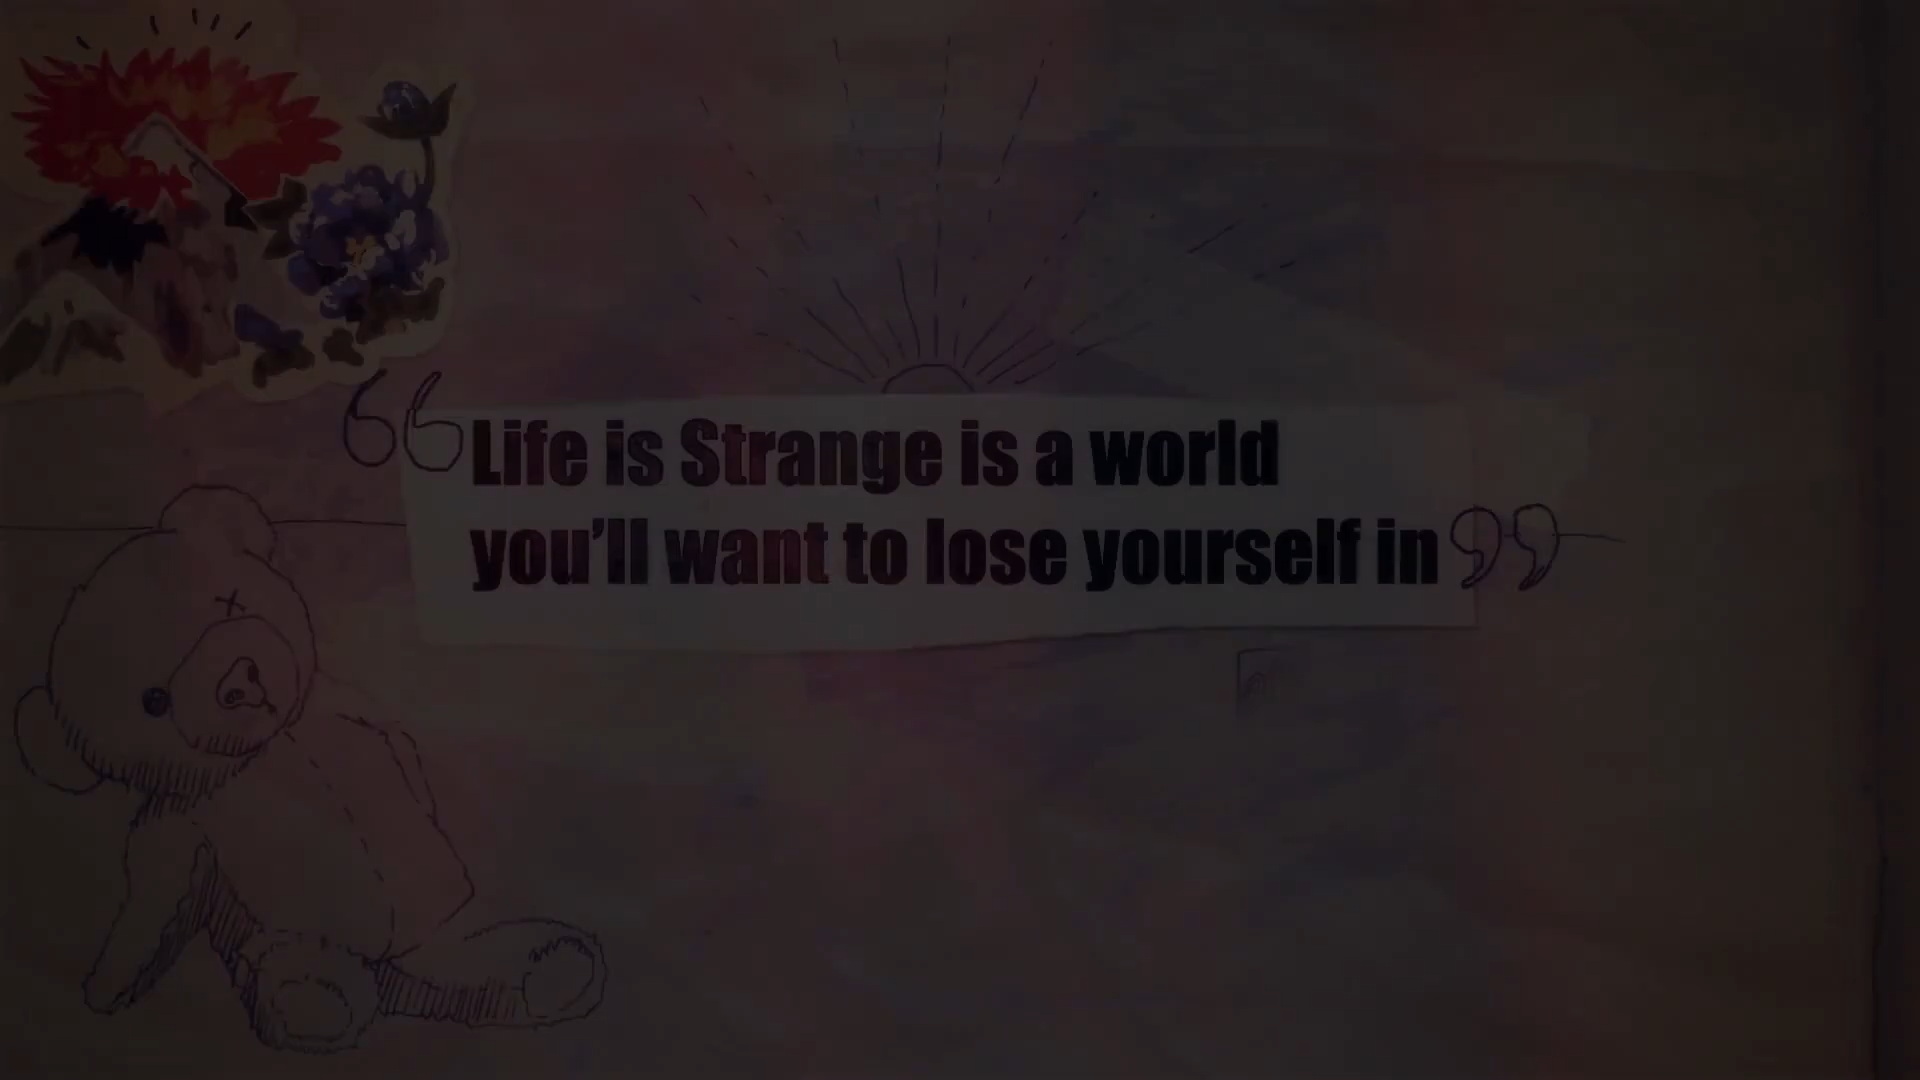 “Life is Strange is a world
you’ll want to lose yourself in”